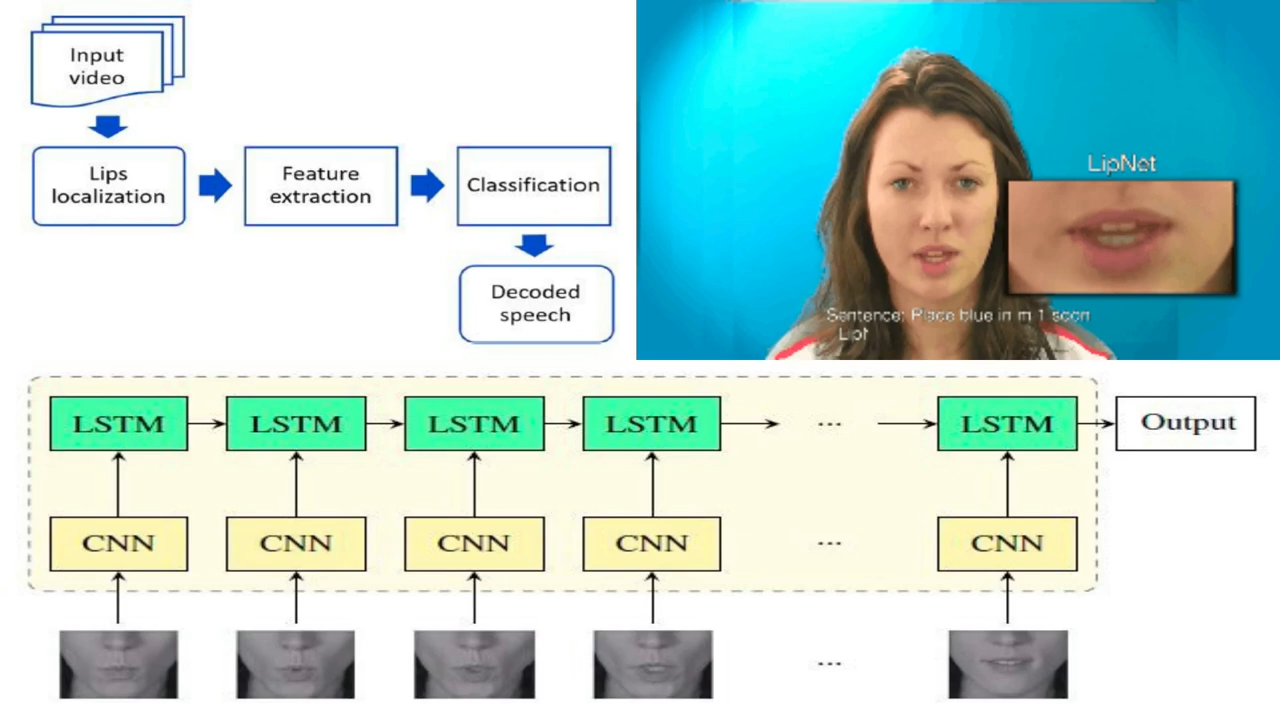 Input
video
Lips
localization
Feature
extraction
Classification
Decoded
speech
LipNet
Sentence: Place blue in m 1 soon
Lipt
LSTM
LSTM
LSTM
LSTM
...
LSTM
Output
CNN
CNN
CNN
CNN
...
CNN
...